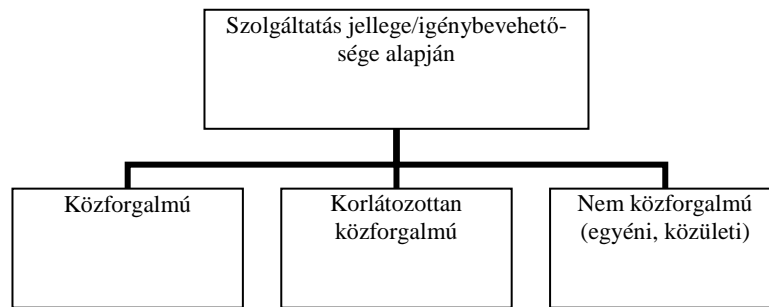 Szolgáltatás jellege/igénybevehető-
sége alapján
Közforgalmú
Korlátozottan
közforgalmú
Nem közforgalmú
(egyéni, közületi)